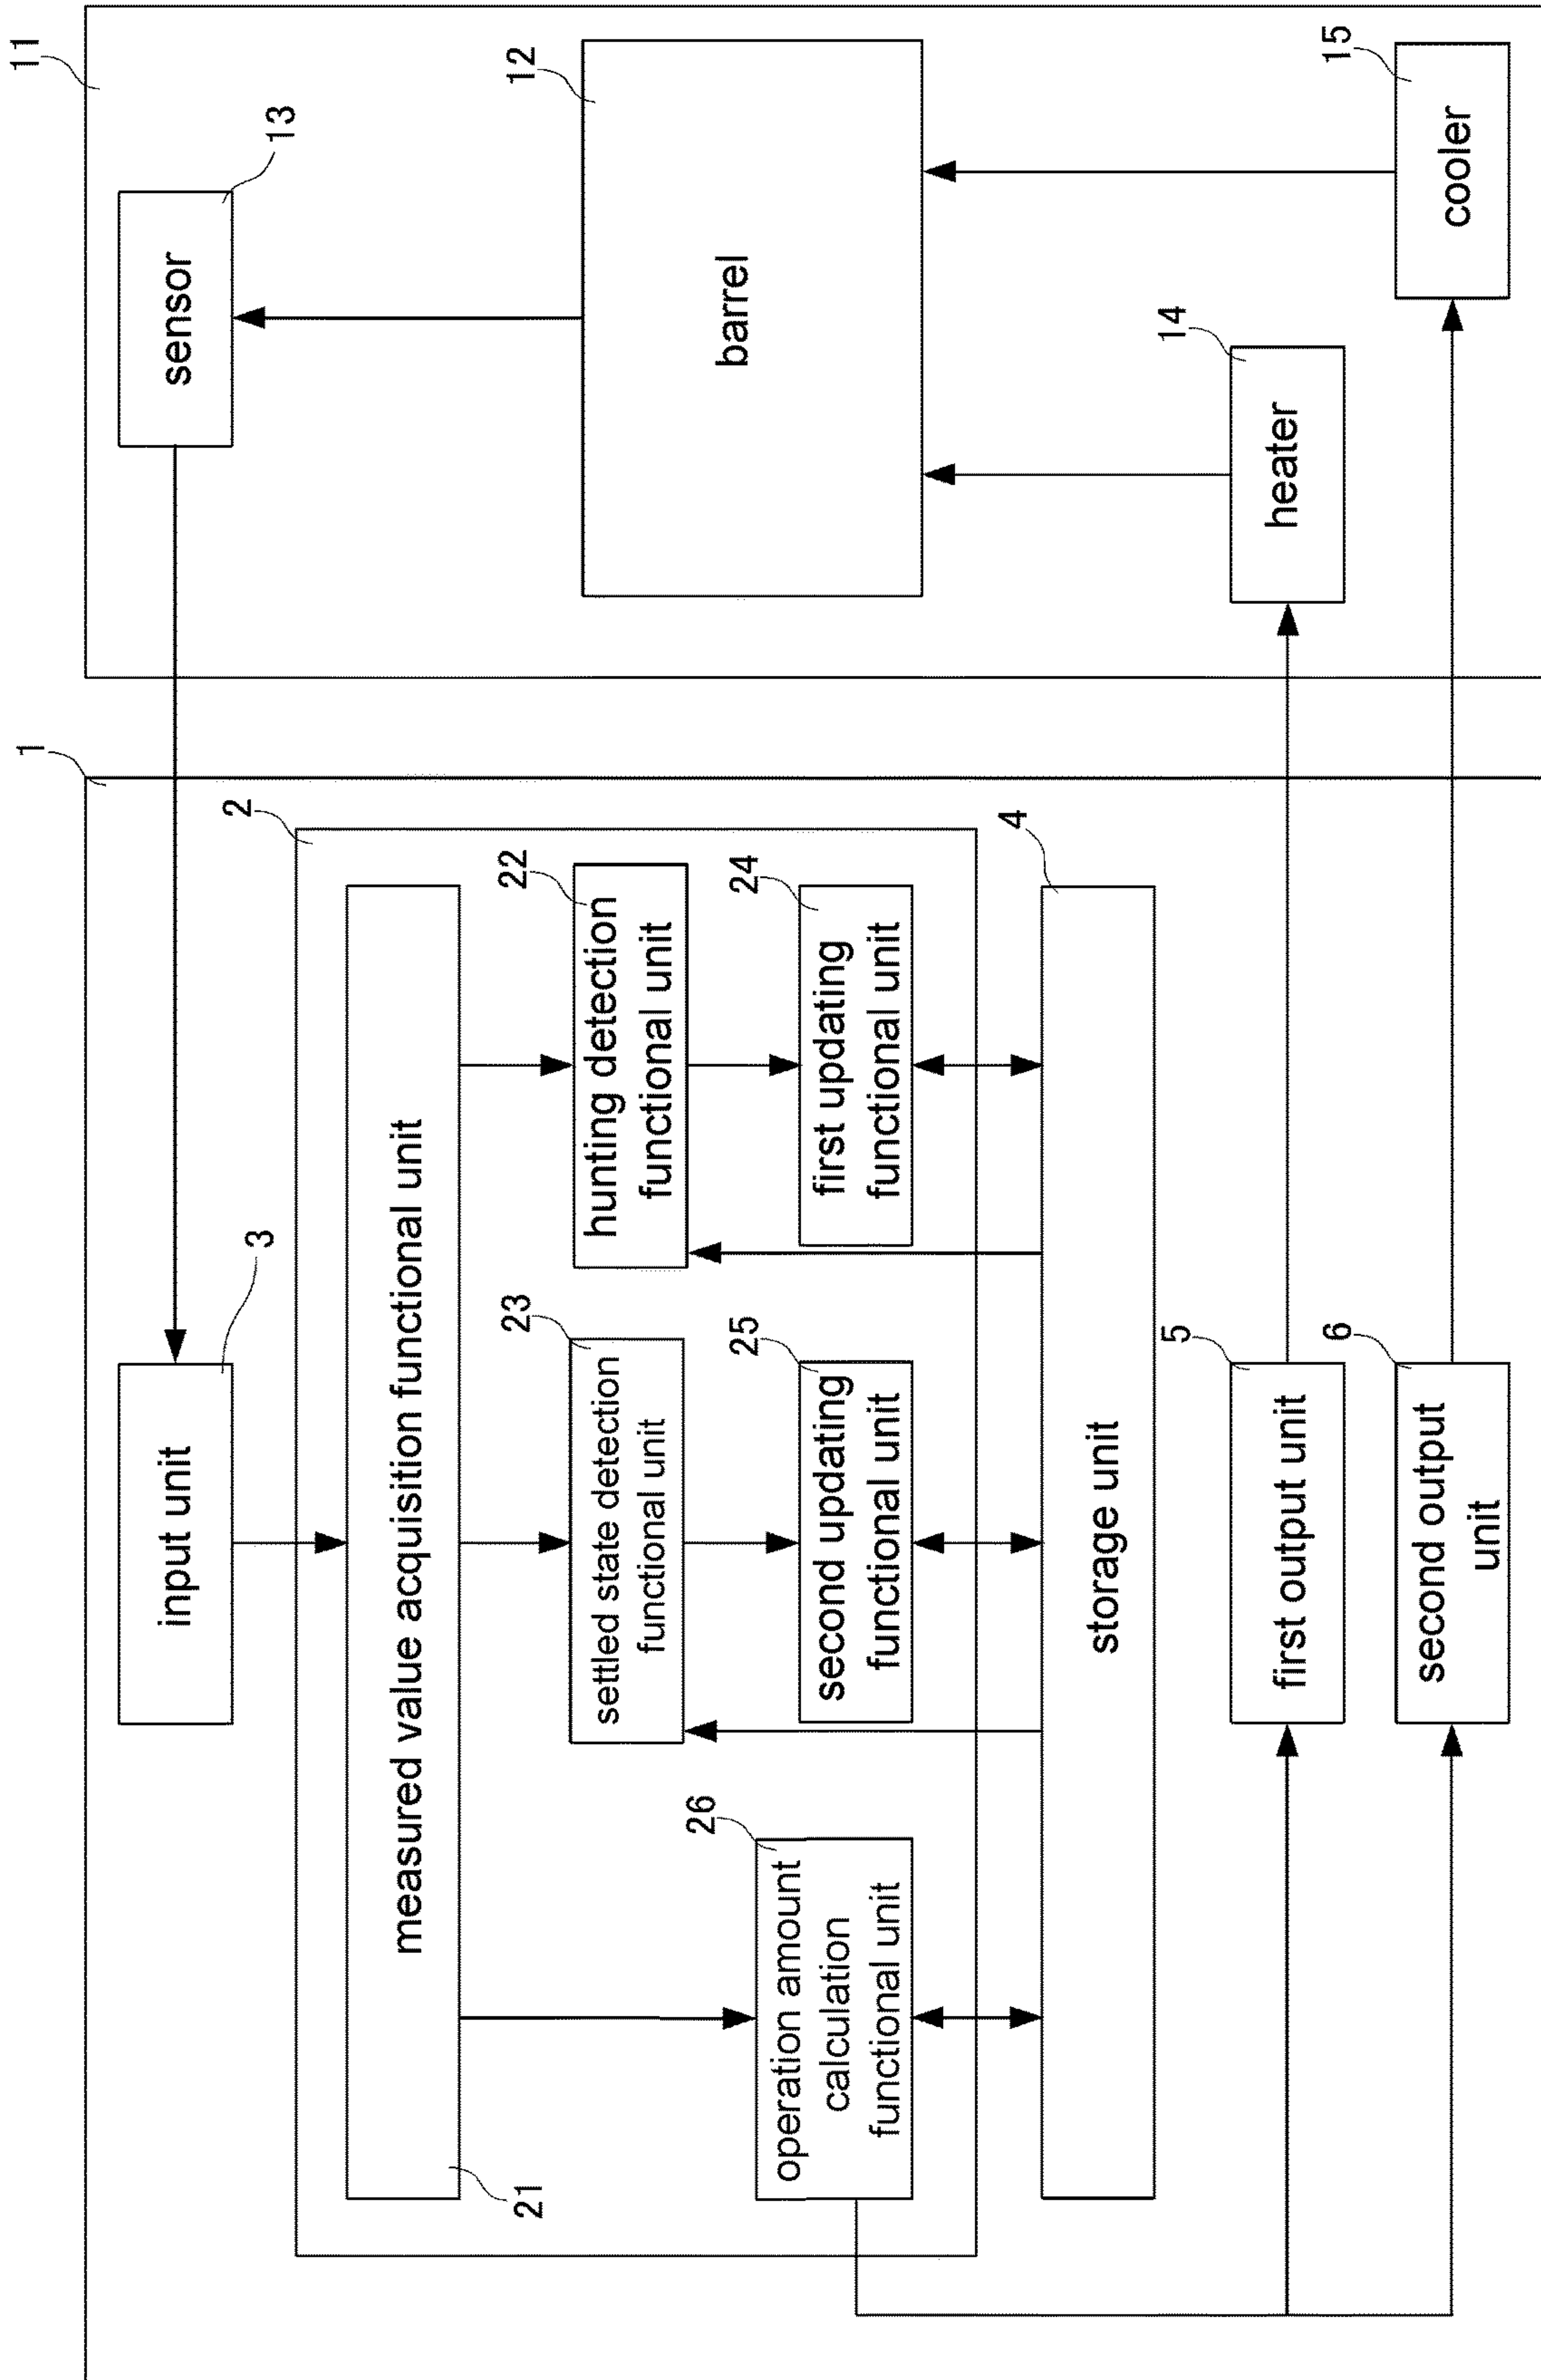 1
11
3
input unit
sensor
13
2
measured value acquisition functional unit
21
23
settled state detection
functional unit
22
hunting detection
functional unit
12
barrel
26
operation amount
calculation
functional unit
25
second updating
functional unit
24
first updating
functional unit
4
storage unit
5
first output unit
14
heater
6
second output
unit
15
cooler